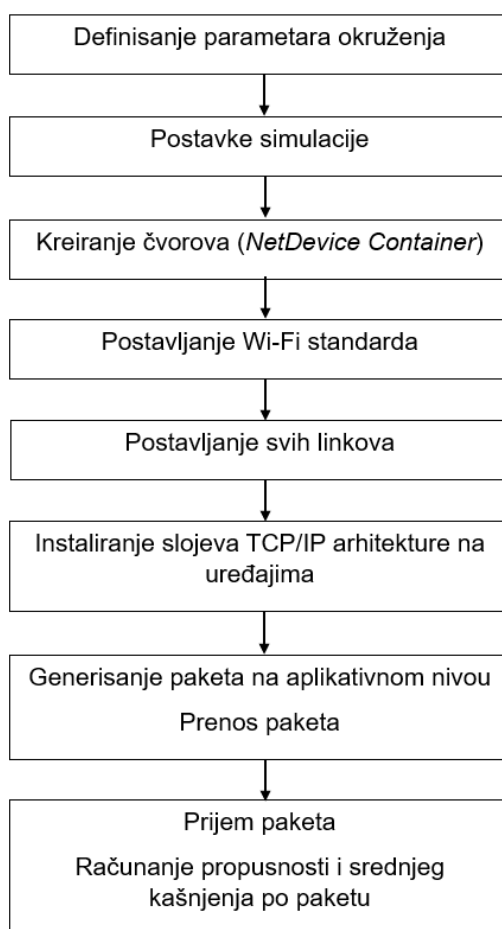 Definisanje parametara okruženja
Postavke simulacije
Kreiranje čvorova (NetDevice Container)
Postavljanje Wi-Fi standarda
Postavljanje svih linkova
Instaliranje slojeva TCP/IP arhitekture na
uređajima
Generisanje paketa na aplikativnom nivou
Prenos paketa
Prijem paketa
Računanje propusnosti i srednjeg
kašnjenja po paketu